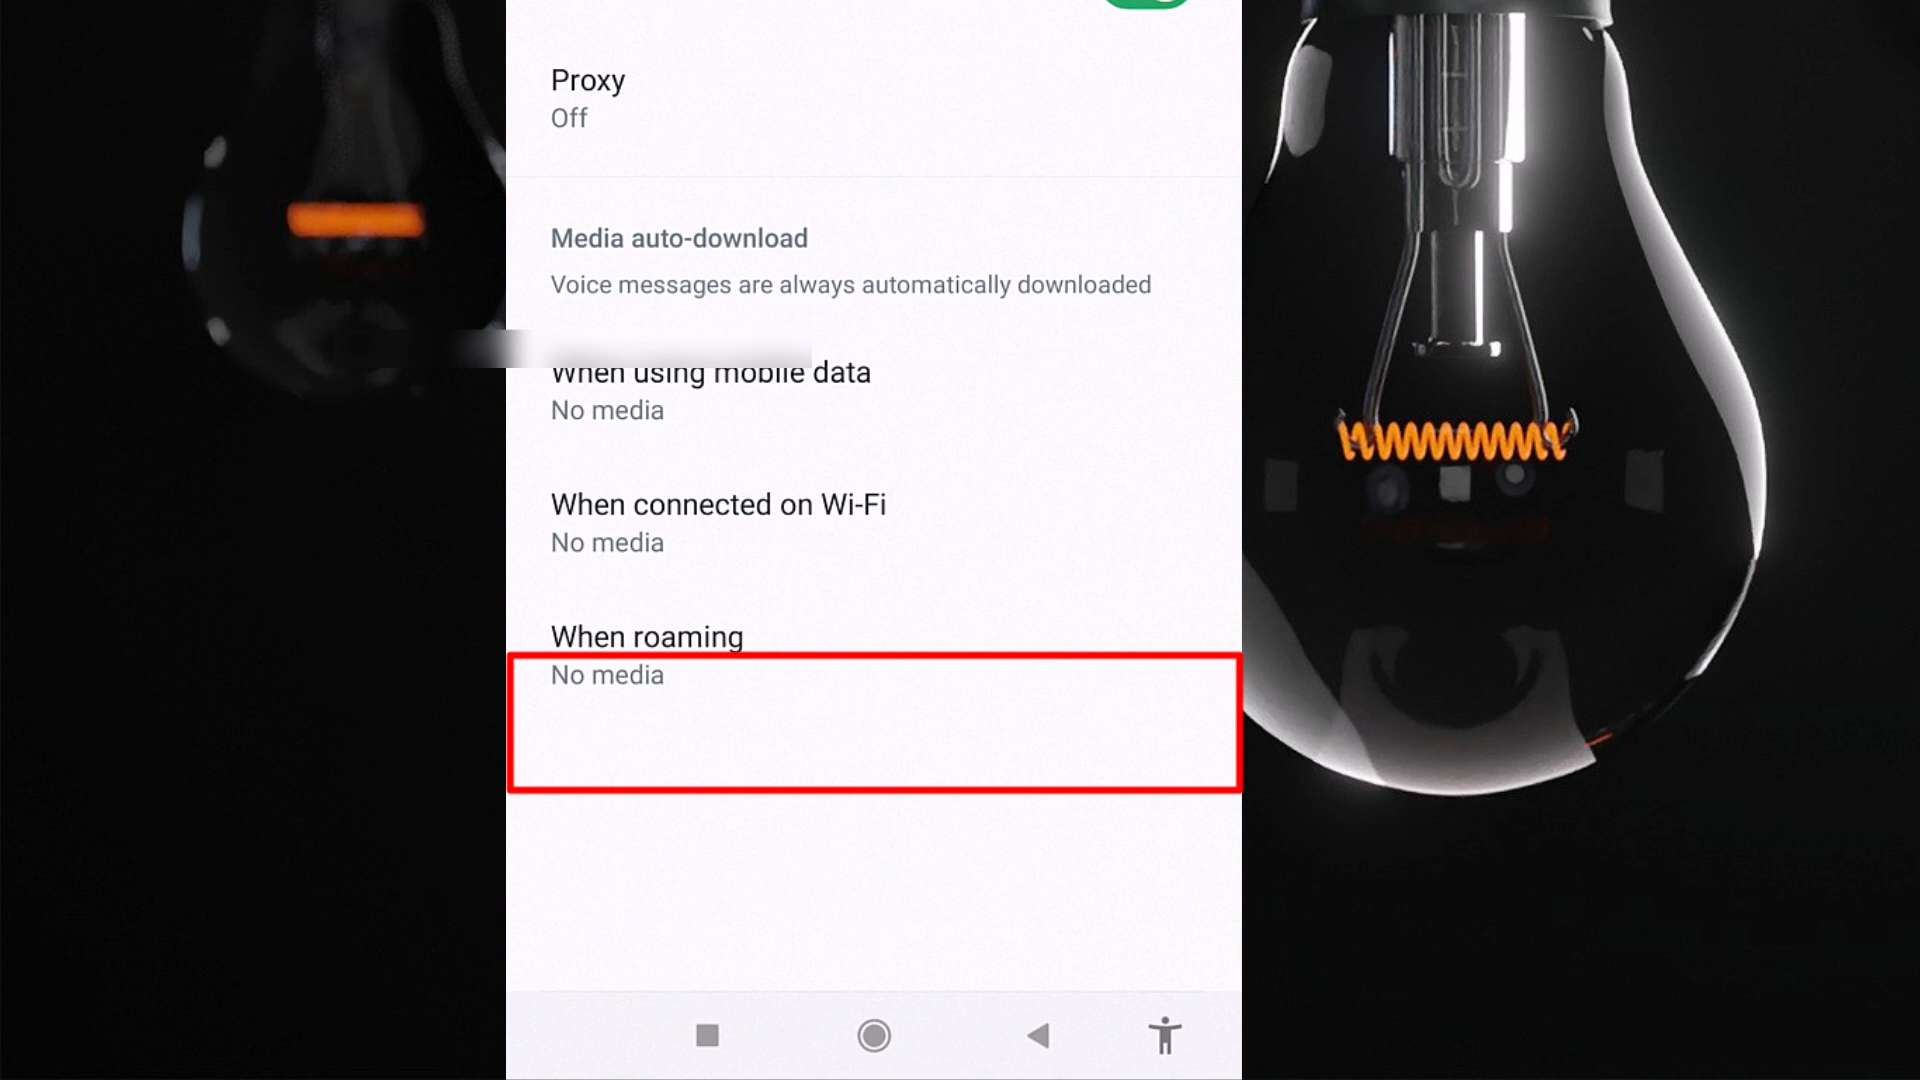 Proxy
Off
Media auto-download
Voice messages are always automatically downloaded
When using mobile data
No media
When connected on Wi-Fi
No media
When roaming
No media